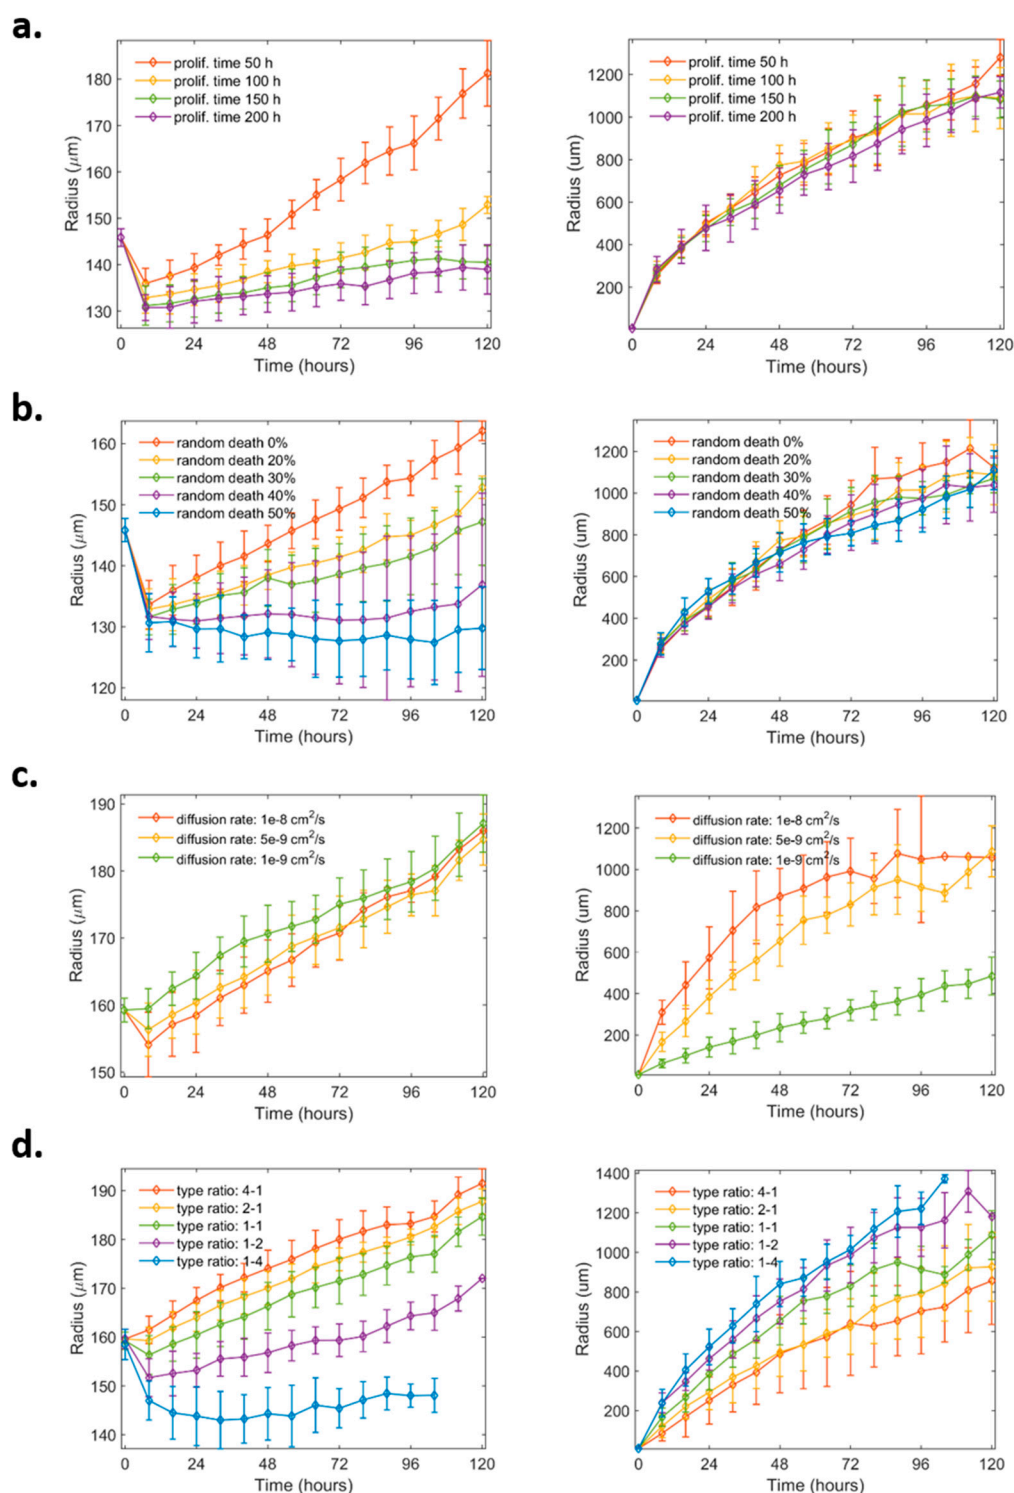 a.
Radius (μm)
180
170
160
150
140
130
prolif. time 50 h
prolif. time 100 h
prolif. time 150 h
prolif. time 200 h
0 24 48 72 96 120
Time (hours)
Radius (um)
1200
1000
800
600
400
200
prolif. time 50 h
prolif. time 100 h
prolif. time 150 h
prolif. time 200 h
0 24 48 72 96 120
Time (hours)
b.
Radius (μm)
160
150
140
130
120
random death 0%
random death 20%
random death 30%
random death 40%
random death 50%
0 24 48 72 96 120
Time (hours)
Radius (um)
1200
1000
800
600
400
200
random death 0%
random death 20%
random death 30%
random death 40%
random death 50%
0 24 48 72 96 120
Time (hours)
c.
Radius (μm)
190
180
170
160
150
diffusion rate: 1e-8 cm²/s
diffusion rate: 5e-9 cm²/s
diffusion rate: 1e-9 cm²/s
0 24 48 72 96 120
Time (hours)
Radius (um)
1200
1000
800
600
400
200
diffusion rate: 1e-8 cm²/s
diffusion rate: 5e-9 cm²/s
diffusion rate: 1e-9 cm²/s
0 24 48 72 96 120
Time (hours)
d.
Radius (μm)
190
180
170
160
150
140
type ratio: 4-1
type ratio: 2-1
type ratio: 1-1
type ratio: 1-2
type ratio: 1-4
0 24 48 72 96 120
Time (hours)
Radius (um)
1400
1200
1000
800
600
400
200
type ratio: 4-1
type ratio: 2-1
type ratio: 1-1
type ratio: 1-2
type ratio: 1-4
0 24 48 72 96 120
Time (hours)